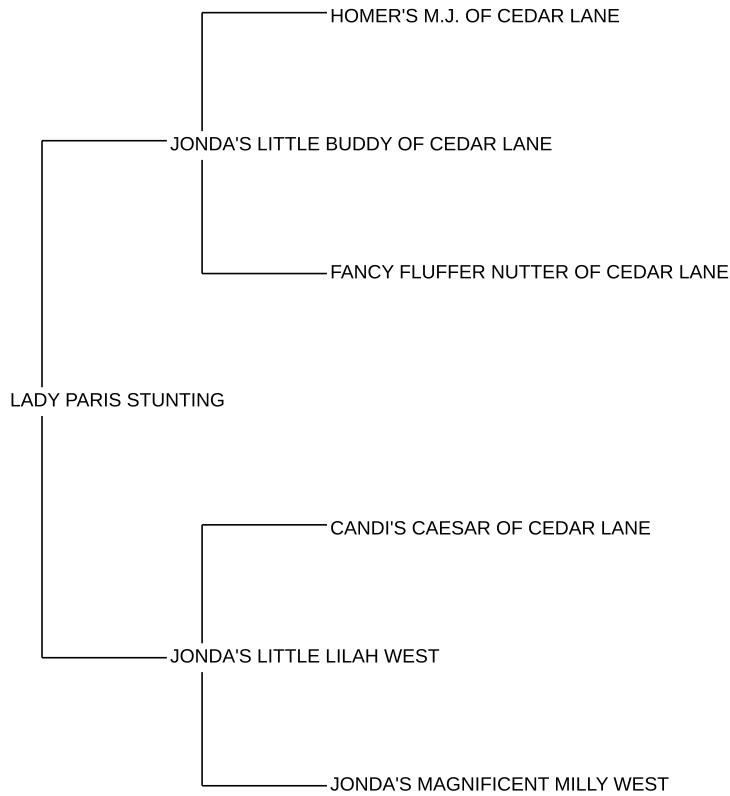 HOMER'S M.J. OF CEDAR LANE
JONDA'S LITTLE BUDDY OF CEDAR LANE
FANCY FLUFFER NUTTER OF CEDAR LANE
LADY PARIS STUNTING
CANDI'S CAESAR OF CEDAR LANE
JONDA'S LITTLE LILAH WEST
JONDA'S MAGNIFICENT MILLY WEST